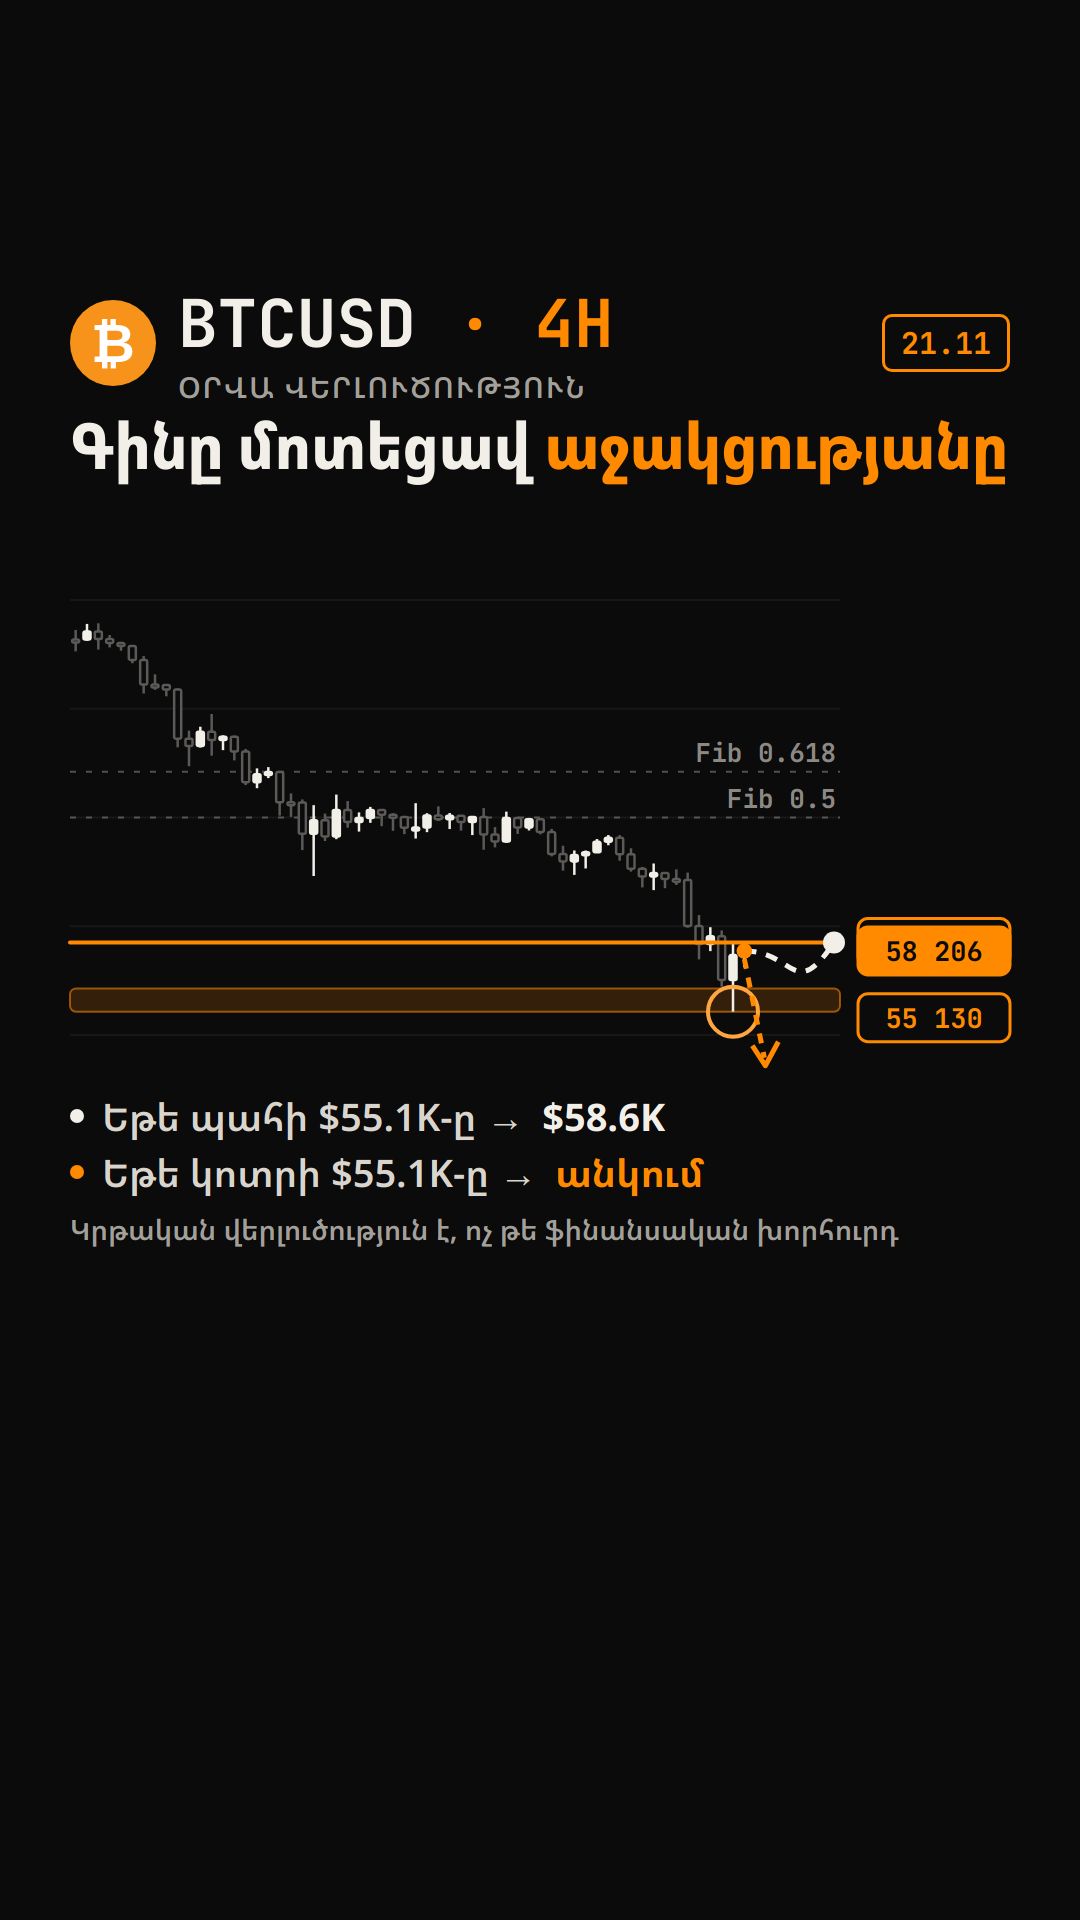 BTCUSD · 4H
21.11
ՕՐՎԱ ՎԵՐԼՈՒԾՈՒԹՅՈՒՆ
Գինը մոտեցավ աջակցությանը
Fib 0.618
Fib 0.5
58 206
55 130
Եթե պահի $55.1K-ը → $58.6K
Եթե կոտրի $55.1K-ը → անկում
Կրթական վերլուծություն է, ոչ թե ֆինանսական խորհուրդ